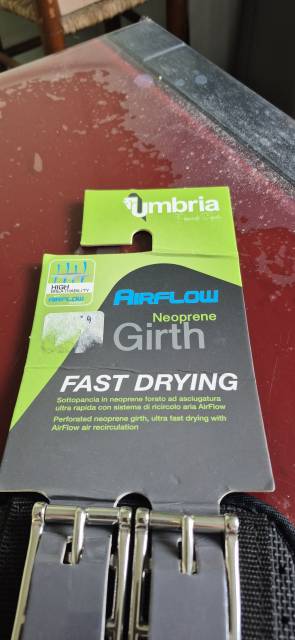 Umbria
HIGH
BREATHABILITY
AIRFLOW
AIRFLOW
Neoprene
Girth
FAST DRYING
Sottopancia in neoprene forato ad asciugatura
ultra rapida con sistema di ricircolo aria AirFlow
Perforated neoprene girth, ultra fast drying with
AirFlow air recirculation